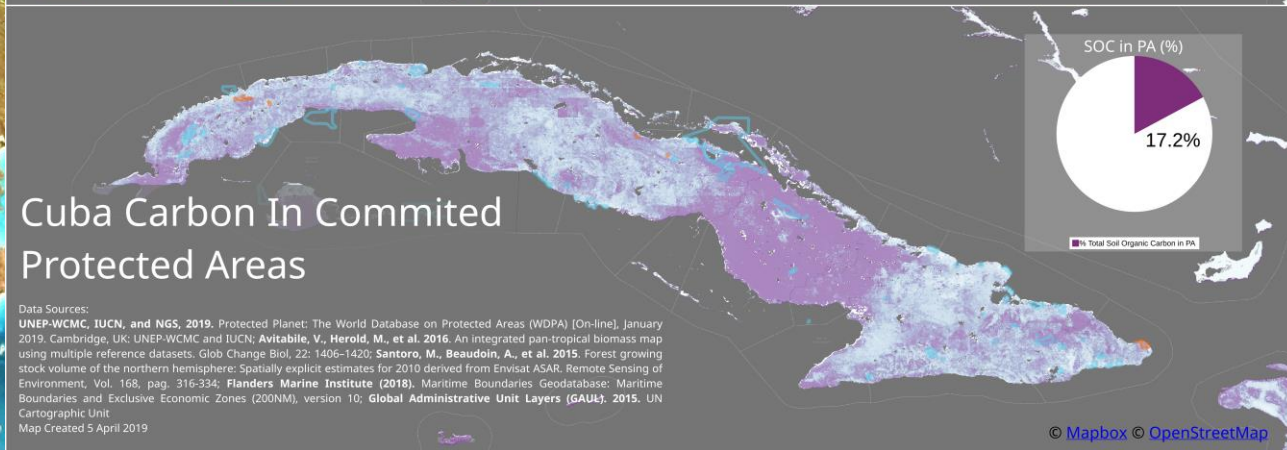 SOC in PA (%)
17.2%
% Total Soil Organic Carbon in PA
Cuba Carbon In Commited
Protected Areas
Data Sources:
UNEP-WCMC, IUCN, and NGS, 2019. Protected Planet: The World Database on Protected Areas (WDPA) [On-line], January
2019. Cambridge, UK: UNEP-WCMC and IUCN; Avitabile, V., Herold, M., et al. 2016. An integrated pan-tropical biomass map
using multiple reference datasets. Glob Change Biol, 22: 1406–1420; Santoro, M., Beaudoin, A., et al. 2015. Forest growing
stock volume of the northern hemisphere: Spatially explicit estimates for 2010 derived from Envisat ASAR. Remote Sensing of
Environment, Vol. 168, pag. 316-334; Flanders Marine Institute (2018). Maritime Boundaries Geodatabase: Maritime
Boundaries and Exclusive Economic Zones (200NM), version 10; Global Administrative Unit Layers (GAUL). 2015. UN
Cartographic Unit
Map Created 5 April 2019
© Mapbox © OpenStreetMap